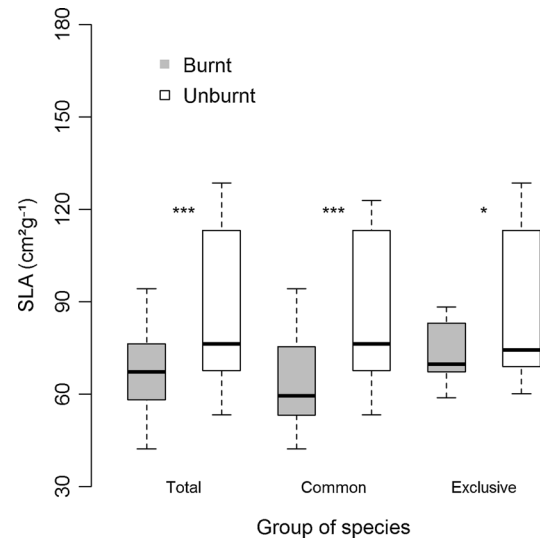 180
150
120
90
60
30
SLA (cm²g⁻¹)
Burnt
Unburnt
***
***
*
Total Common Exclusive
Group of species